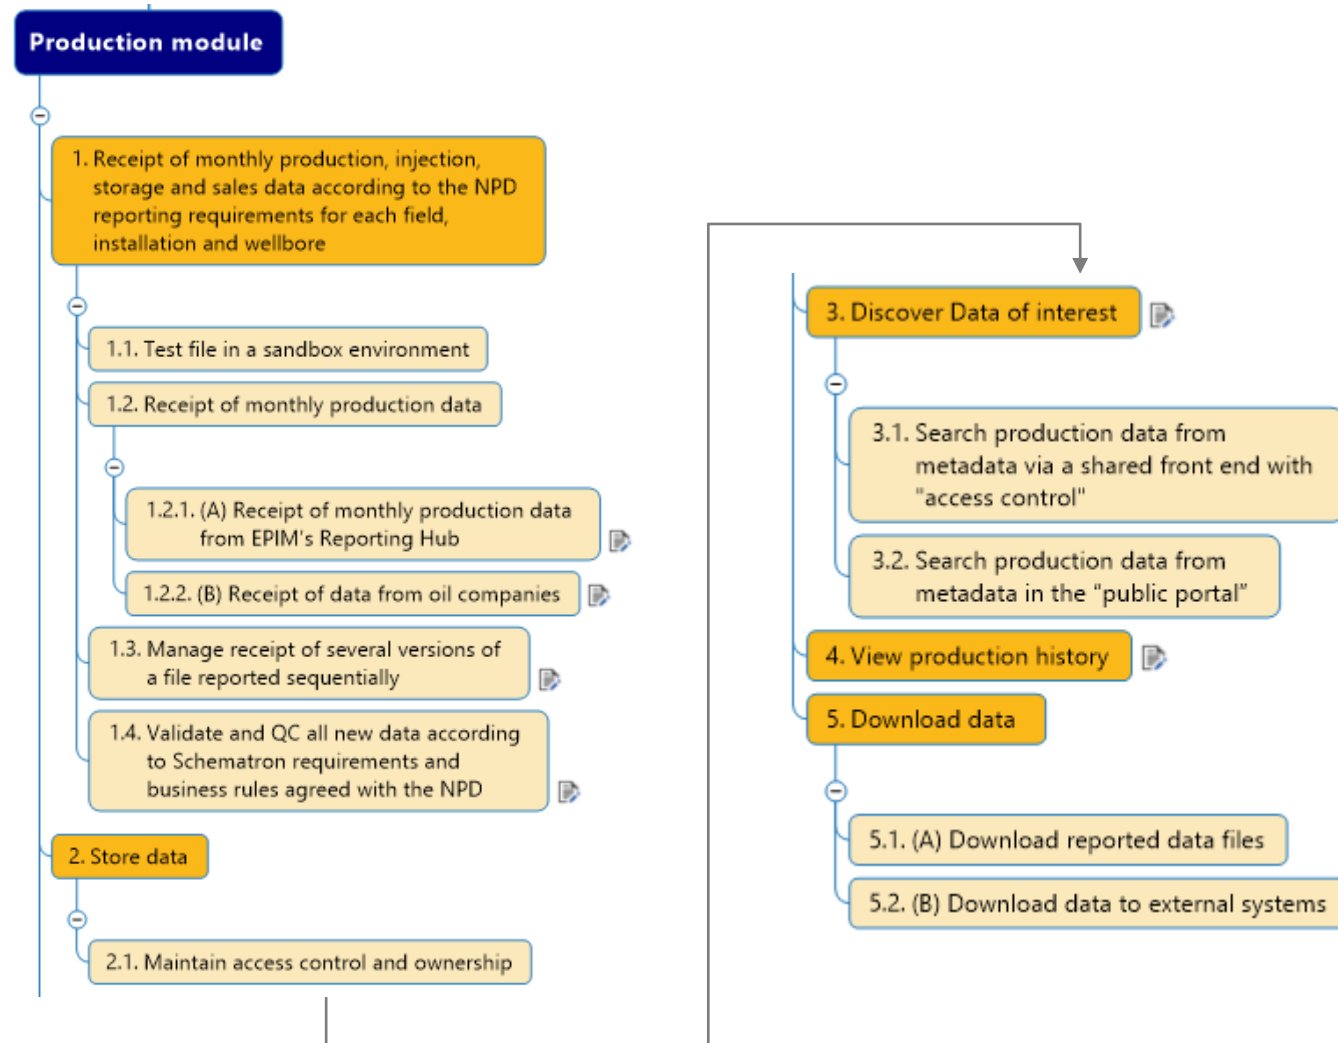 Production module
1. Receipt of monthly production, injection,
storage and sales data according to the NPD
reporting requirements for each field,
installation and wellbore
1.1. Test file in a sandbox environment
1.2. Receipt of monthly production data
1.2.1. (A) Receipt of monthly production data
from EPIM's Reporting Hub
1.2.2. (B) Receipt of data from oil companies
1.3. Manage receipt of several versions of
a file reported sequentially
1.4. Validate and QC all new data according
to Schematron requirements and
business rules agreed with the NPD
2. Store data
2.1. Maintain access control and ownership
3. Discover Data of interest
3.1. Search production data from
metadata via a shared front end with
"access control"
3.2. Search production data from
metadata in the “public portal”
4. View production history
5. Download data
5.1. (A) Download reported data files
5.2. (B) Download data to external systems